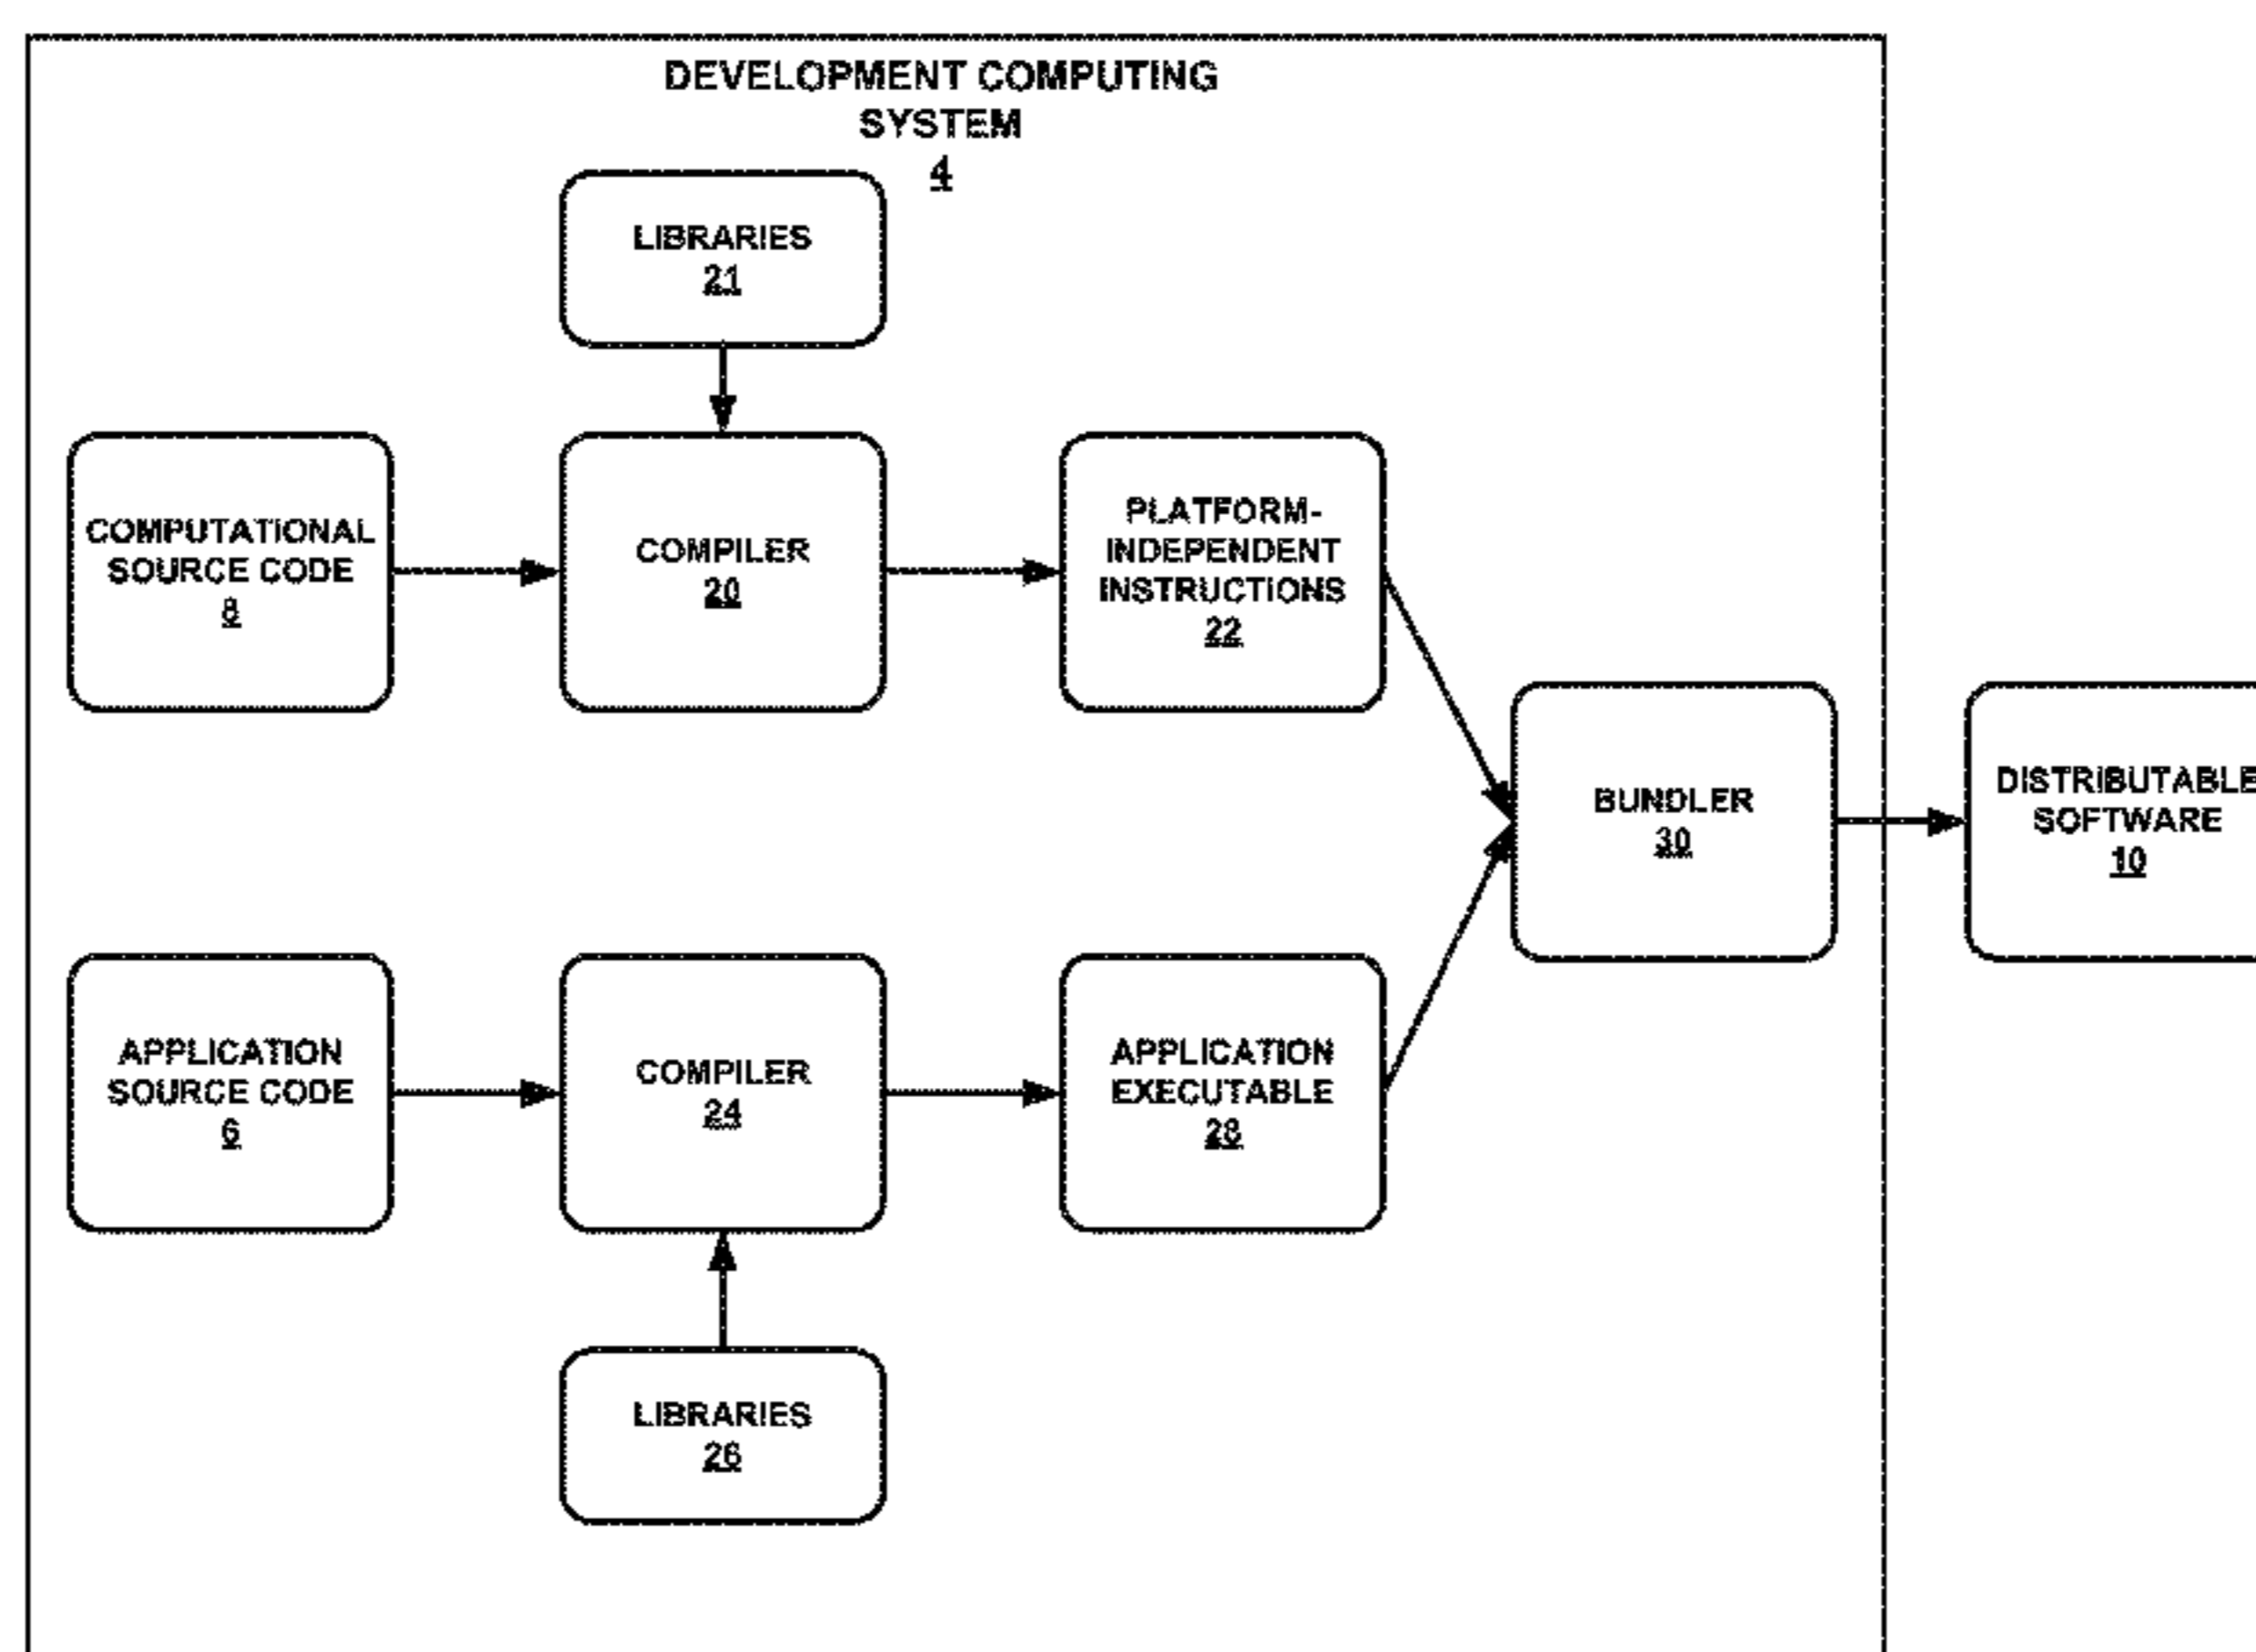 DEVELOPMENT COMPUTING
SYSTEM
4
LIBRARIES
21
COMPUTATIONAL
SOURCE CODE
8
COMPILER
20
PLATFORM-
INDEPENDENT
INSTRUCTIONS
22
BUNDLER
30
DISTRIBUTABLE
SOFTWARE
10
APPLICATION
SOURCE CODE
6
COMPILER
24
APPLICATION
EXECUTABLE
28
LIBRARIES
26